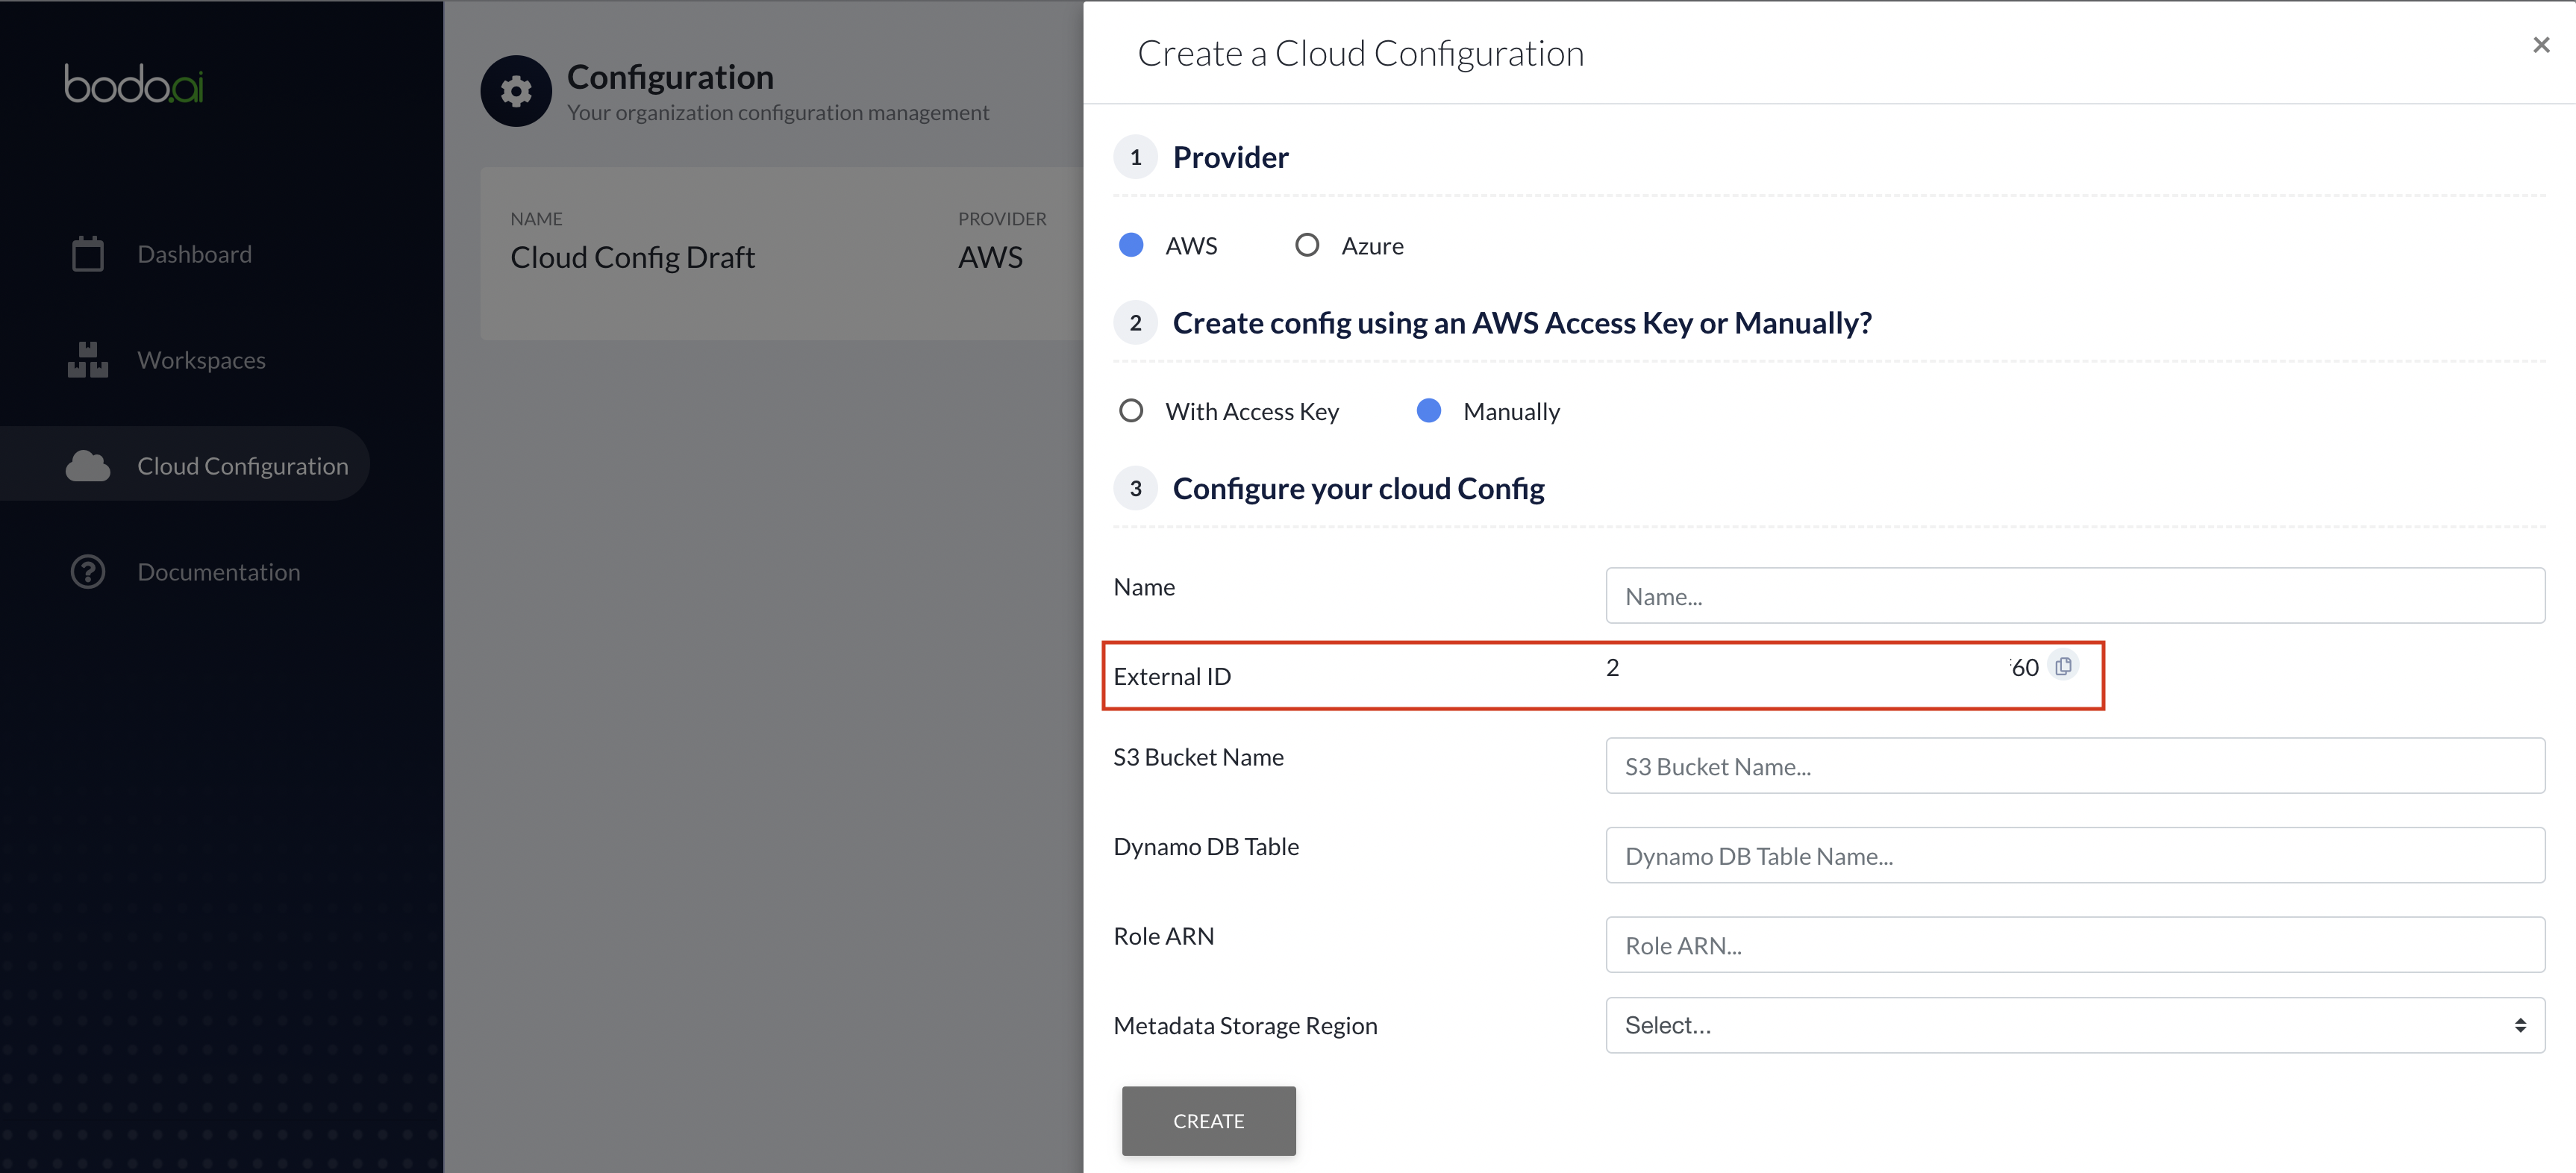 bodo.ai
Dashboard
Workspaces
Cloud Configuration
Documentation
Configuration
Your organization configuration management
NAME
PROVIDER
Cloud Config Draft
AWS
Create a Cloud Configuration
1 Provider
AWS
Azure
2 Create config using an AWS Access Key or Manually?
With Access Key
Manually
3 Configure your cloud Config
Name
Name...
External ID
2
60
S3 Bucket Name
S3 Bucket Name...
Dynamo DB Table
Dynamo DB Table Name...
Role ARN
Role ARN...
Metadata Storage Region
Select...
CREATE